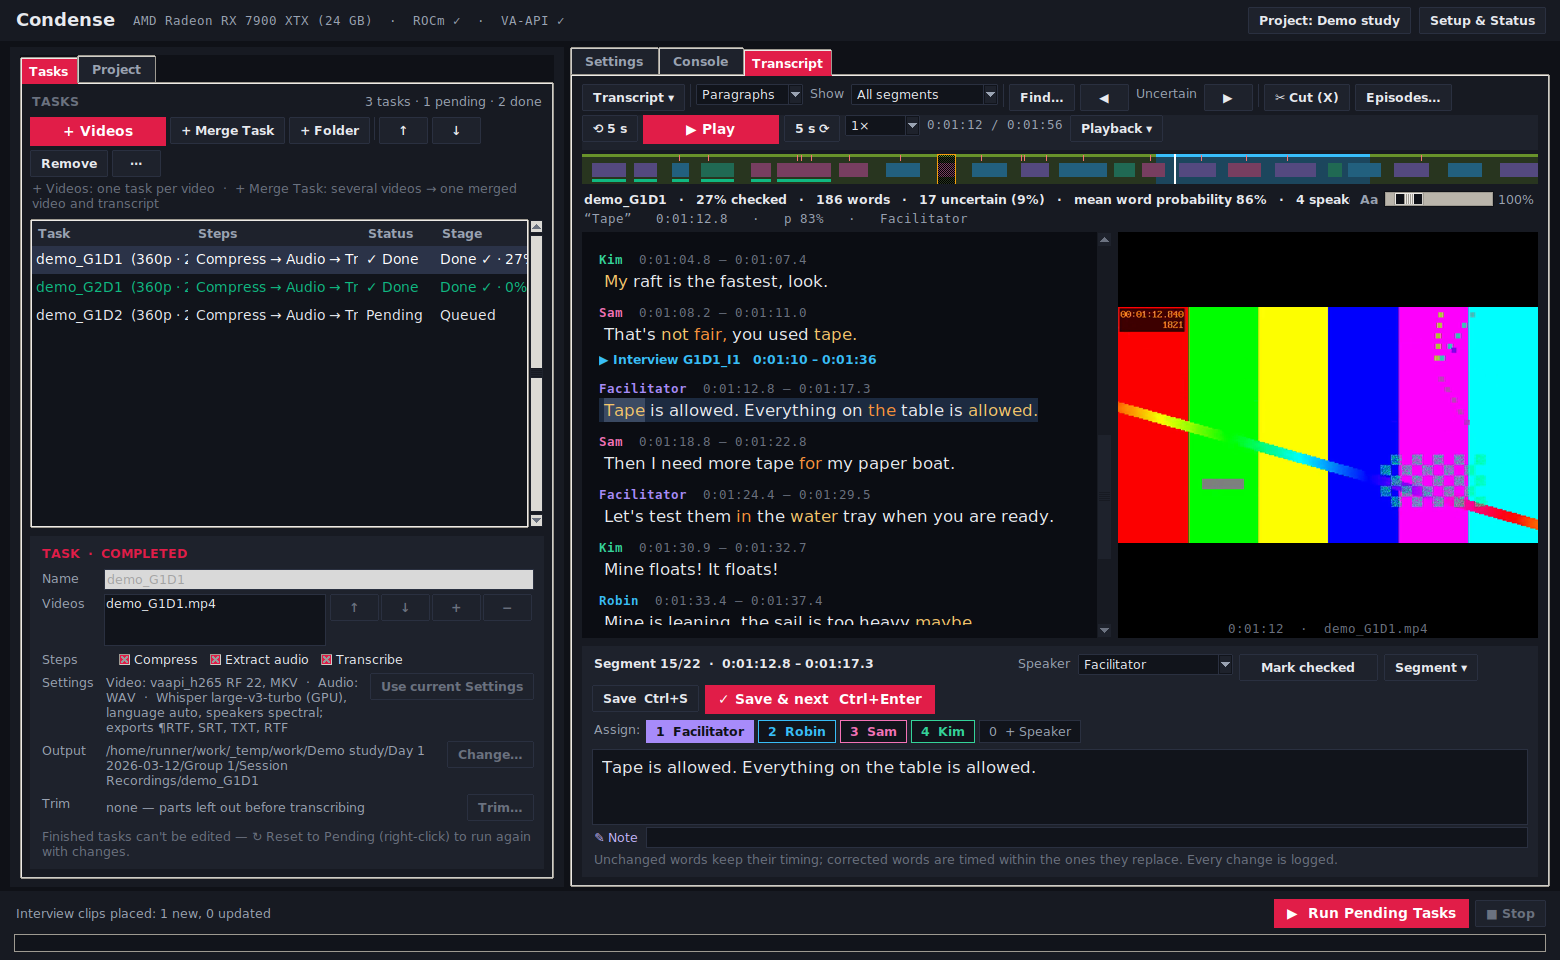 Condense AMD Radeon RX 7900 XTX (24 GB) · ROCm ✓ · VA-API ✓ Project: Demo study Setup & Status
Tasks Project
TASKS 3 tasks · 1 pending · 2 done
+ Videos + Merge Task + Folder ↑ ↓
Remove ...
+ Videos: one task per video · + Merge Task: several videos → one merged
video and transcript
Task Steps Status Stage
demo_G1D1 (360p · 2 Compress → Audio → Tr ✓ Done Done ✓ · 27%
demo_G2D1 (360p · 2 Compress → Audio → Tr ✓ Done Done ✓ · 0%
demo_G1D2 (360p · 2 Compress → Audio → Tr Pending Queued
TASK · COMPLETED
Name demo_G1D1
Videos demo_G1D1.mp4 ↑ ↓ + −
Steps Compress Extract audio Transcribe
Settings Video: vaapi_h265 RF 22, MKV · Audio: Use current Settings
WAV · Whisper large-v3-turbo (GPU),
language auto, speakers spectral;
exports ¶RTF, SRT, TXT, RTF
Output /home/runner/work/_temp/work/Demo study/Day 1 Change…
2026-03-12/Group 1/Session
Recordings/demo_G1D1
Trim none — parts left out before transcribing Trim…
Finished tasks can't be edited — ↻ Reset to Pending (right-click) to run again
with changes.
Settings Console Transcript
Transcript ▾ Paragraphs Show All segments Find… ◀ Uncertain ▶ ✂ Cut (X) Episodes…
⟲ 5 s ▶ Play 5 s ⟳ 1× 0:01:12 / 0:01:56 Playback ▾
demo_G1D1 · 27% checked · 186 words · 17 uncertain (9%) · mean word probability 86% · 4 speak Aa 100%
“Tape” 0:01:12.8 · p 83% · Facilitator
Kim 0:01:04.8 — 0:01:07.4
My raft is the fastest, look.
Sam 0:01:08.2 — 0:01:11.0
That's not fair, you used tape.
▶ Interview G1D1_I1 0:01:10 – 0:01:36
Facilitator 0:01:12.8 — 0:01:17.3
Tape is allowed. Everything on the table is allowed.
Sam 0:01:18.8 — 0:01:22.8
Then I need more tape for my paper boat.
Facilitator 0:01:24.4 — 0:01:29.5
Let's test them in the water tray when you are ready.
Kim 0:01:30.9 — 0:01:32.7
Mine floats! It floats!
Robin 0:01:33.4 — 0:01:37.4
Mine is leaning, the sail is too heavy maybe
00:01:12.840
1821
0:01:12 · demo_G1D1.mp4
Segment 15/22 · 0:01:12.8 – 0:01:17.3 Speaker Facilitator Mark checked Segment ▾
Save Ctrl+S ✓ Save & next Ctrl+Enter
Assign: 1 Facilitator 2 Robin 3 Sam 4 Kim 0 + Speaker
Tape is allowed. Everything on the table is allowed.
✎ Note
Unchanged words keep their timing; corrected words are timed within the ones they replace. Every change is logged.
Interview clips placed: 1 new, 0 updated ▶ Run Pending Tasks ■ Stop